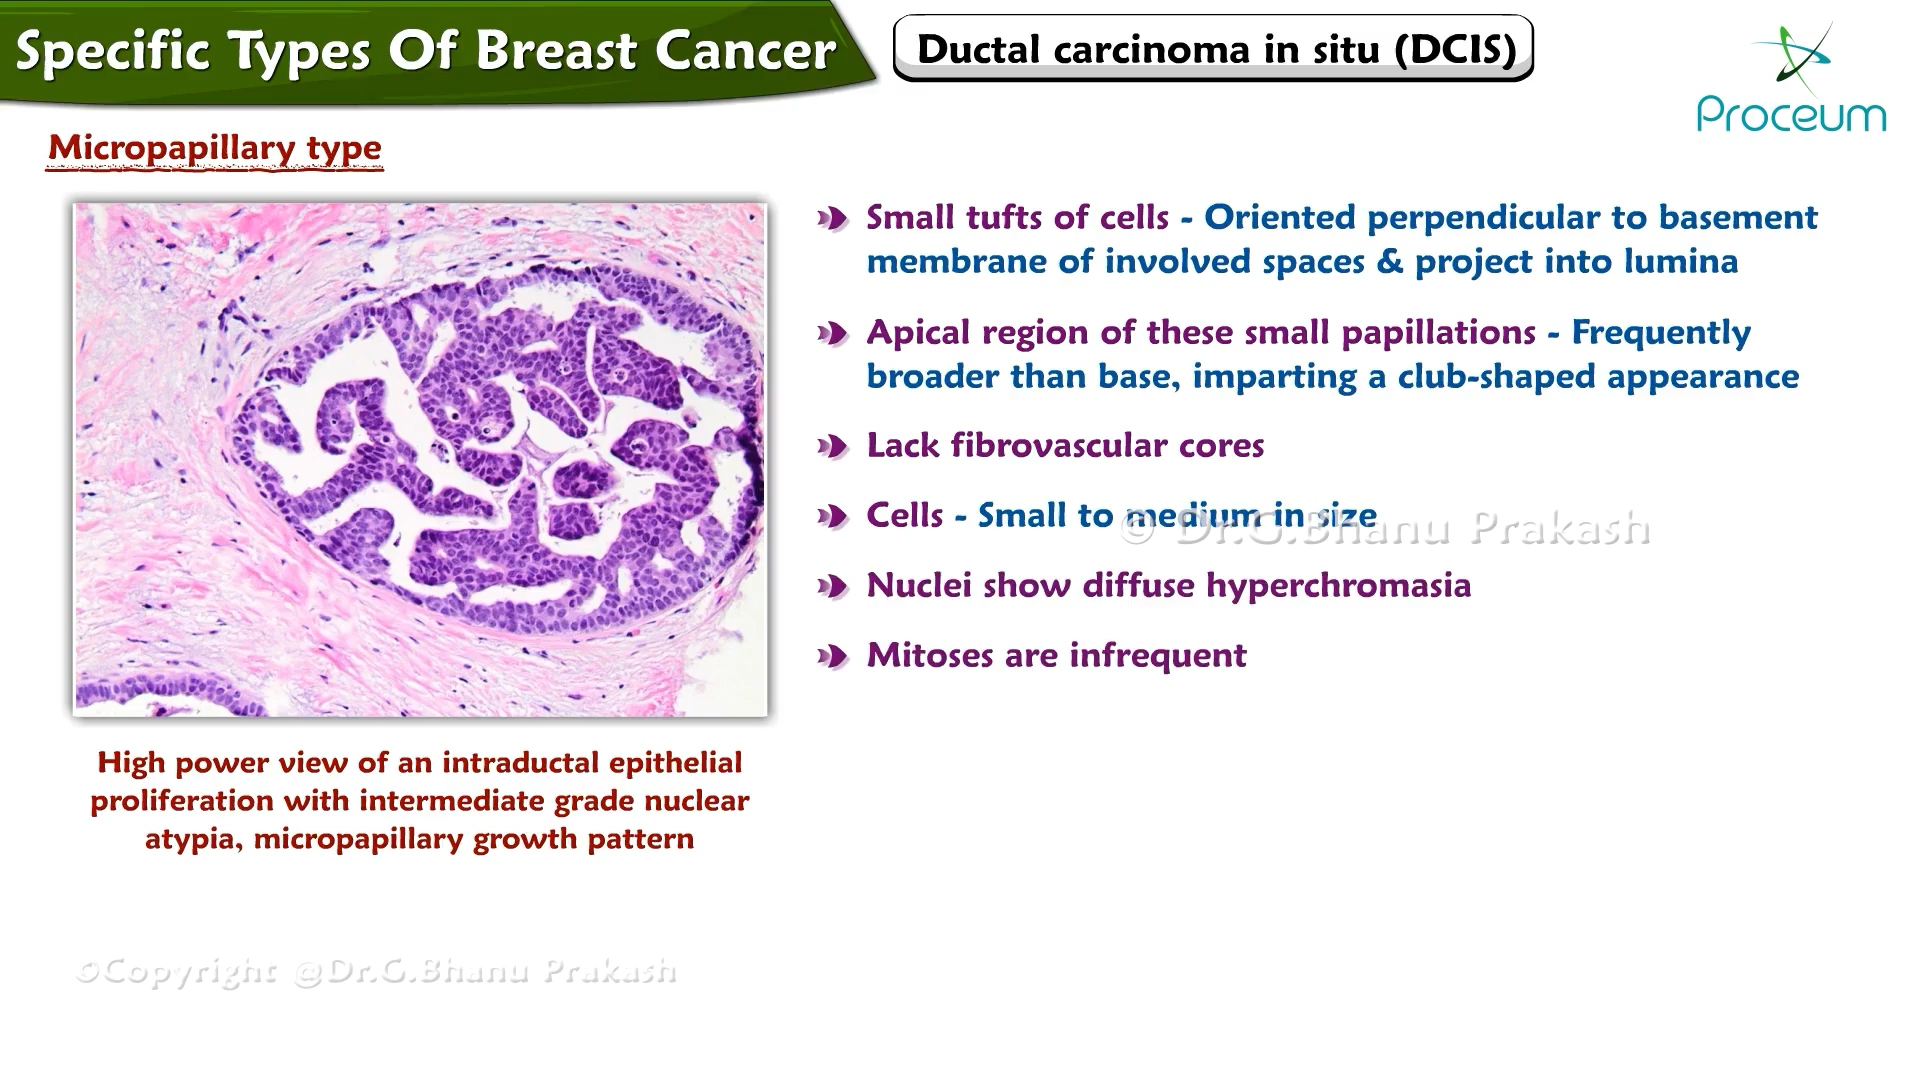 Specific Types Of Breast Cancer
Ductal carcinoma in situ (DCIS)
Proceum
Micropapillary type
Small tufts of cells - Oriented perpendicular to basement
membrane of involved spaces & project into lumina
Apical region of these small papillations - Frequently
broader than base, imparting a club-shaped appearance
Lack fibrovascular cores
Cells - Small to medium in size
© Dr.G.Bhanu Prakash
Nuclei show diffuse hyperchromasia
Mitoses are infrequent
High power view of an intraductal epithelial
proliferation with intermediate grade nuclear
atypia, micropapillary growth pattern
©Copyright @Dr.G.Bhanu Prakash